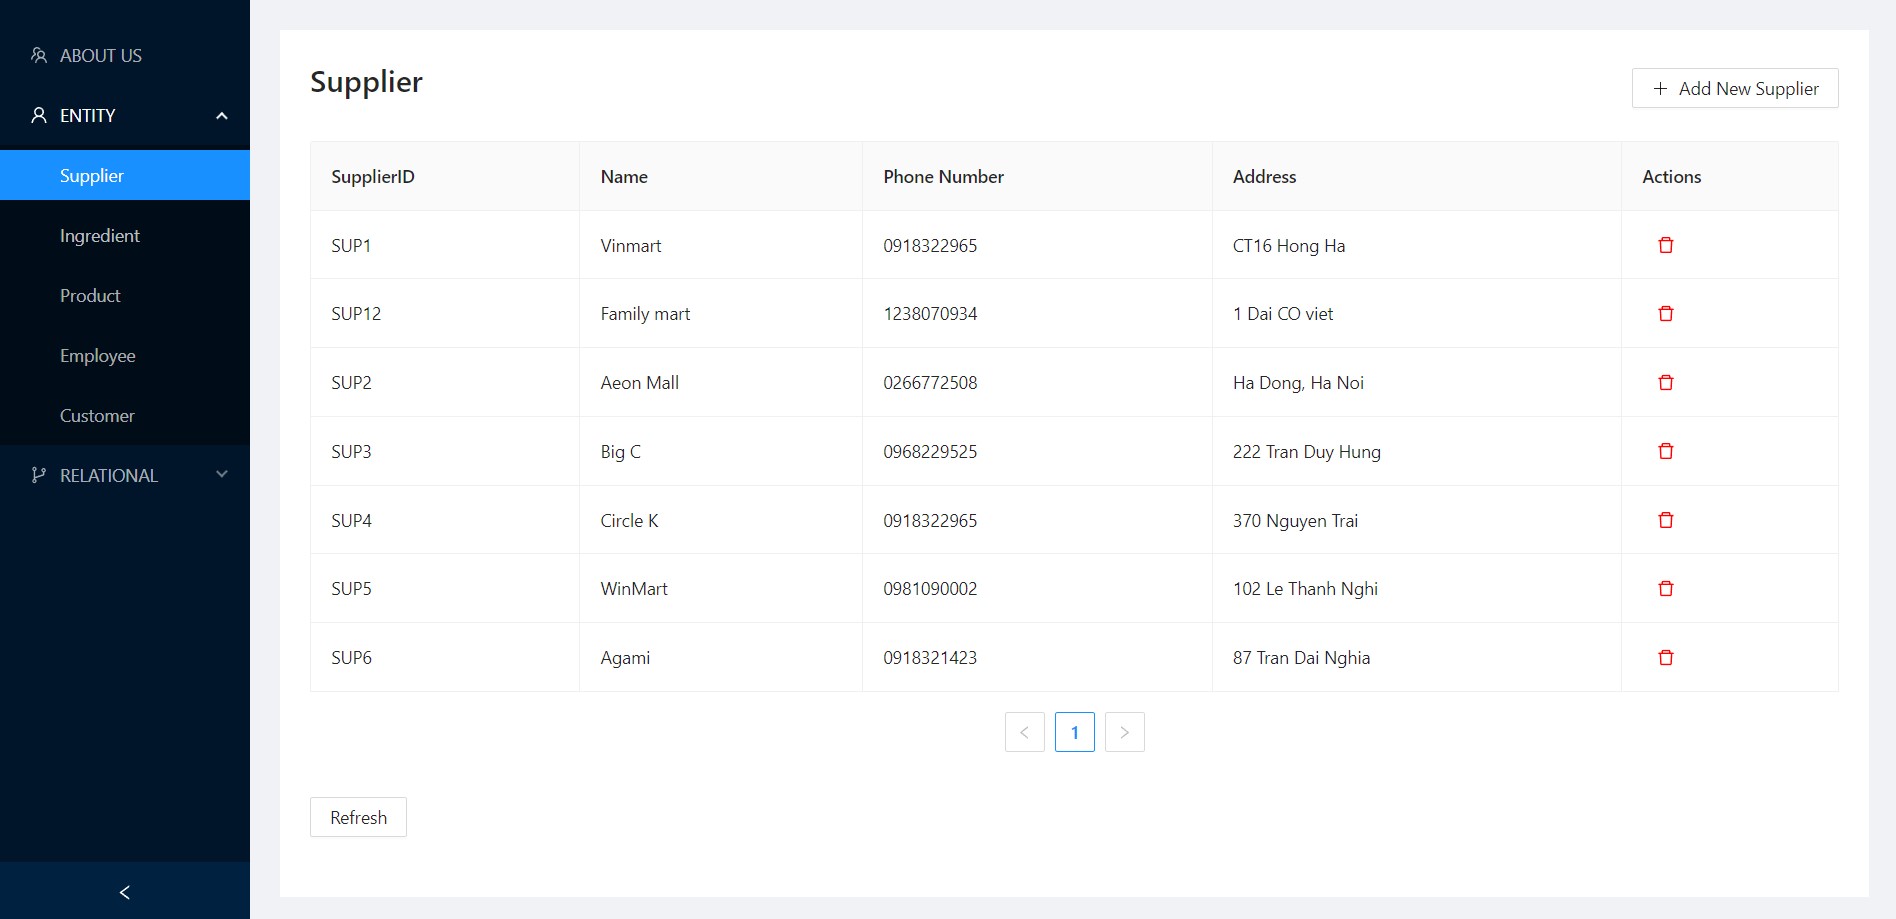 ABOUT US
ENTITY
Supplier
Ingredient
Product
Employee
Customer
RELATIONAL
Supplier
+ Add New Supplier
SupplierID Name Phone Number Address Actions
SUP1 Vinmart 0918322965 CT16 Hong Ha
SUP12 Family mart 1238070934 1 Dai CO viet
SUP2 Aeon Mall 0266772508 Ha Dong, Ha Noi
SUP3 Big C 0968229525 222 Tran Duy Hung
SUP4 Circle K 0918322965 370 Nguyen Trai
SUP5 WinMart 0981090002 102 Le Thanh Nghi
SUP6 Agami 0918321423 87 Tran Dai Nghia
< 1 >
Refresh